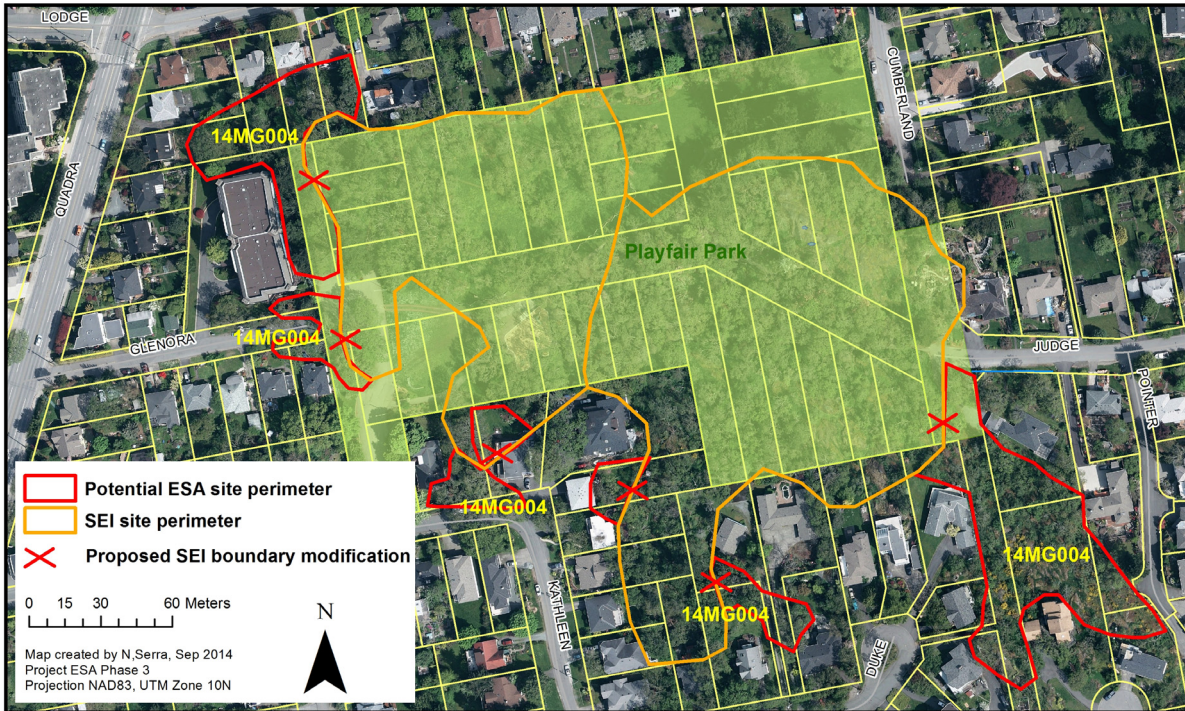 LODGE
CUMBERLAND
14MG004
QUADRA
Playfair Park
GLENORA
14MG004
JUDGE
POINTER
Potential ESA site perimeter
SEI site perimeter
Proposed SEI boundary modification
14MG004
14MG004
14MG004
KATHLEEN
DUKE
0 15 30 60 Meters
N
Map created by N,Serra, Sep 2014
Project ESA Phase 3
Projection NAD83, UTM Zone 10N